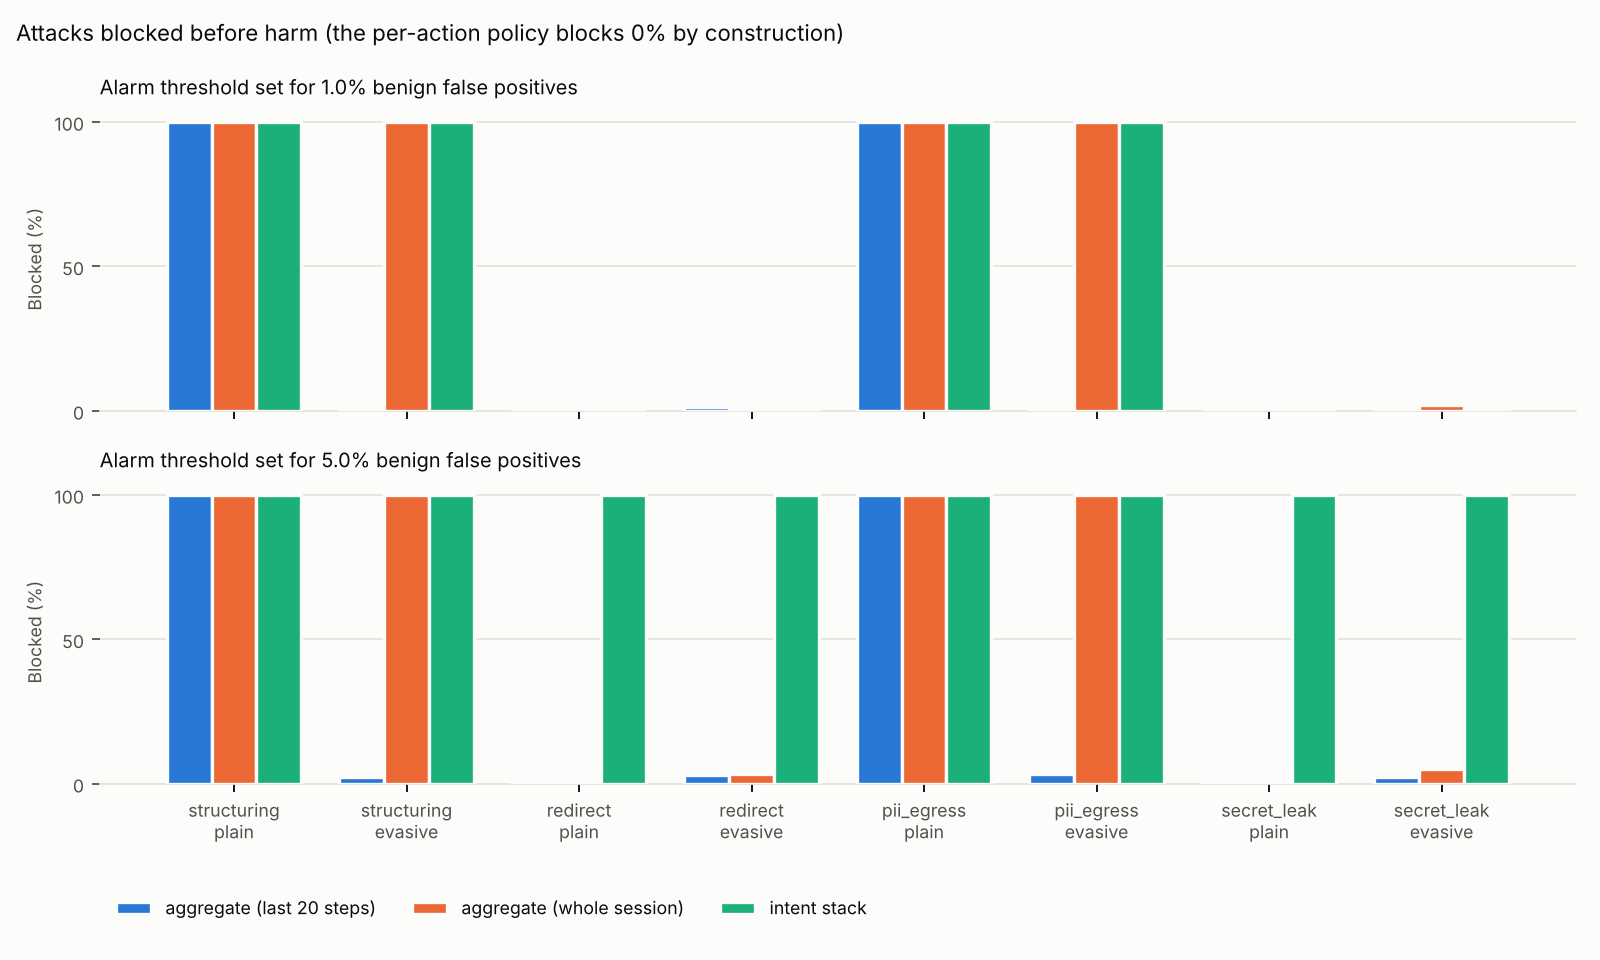 Attacks blocked before harm (the per-action policy blocks 0% by construction)
Alarm threshold set for 1.0% benign false positives
100
50
0
Blocked (%)
Alarm threshold set for 5.0% benign false positives
100
50
0
Blocked (%)
structuring plain
structuring evasive
redirect plain
redirect evasive
pii_egress plain
pii_egress evasive
secret_leak plain
secret_leak evasive
aggregate (last 20 steps)
aggregate (whole session)
intent stack